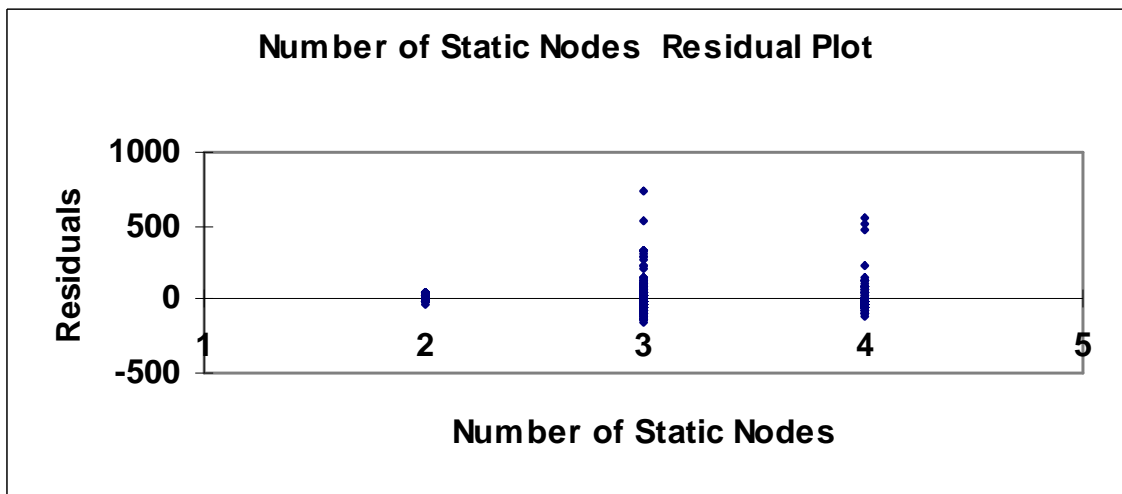 Number of Static Nodes Residual Plot
Residuals
1000
500
0
-500
1 2 3 4 5
Number of Static Nodes